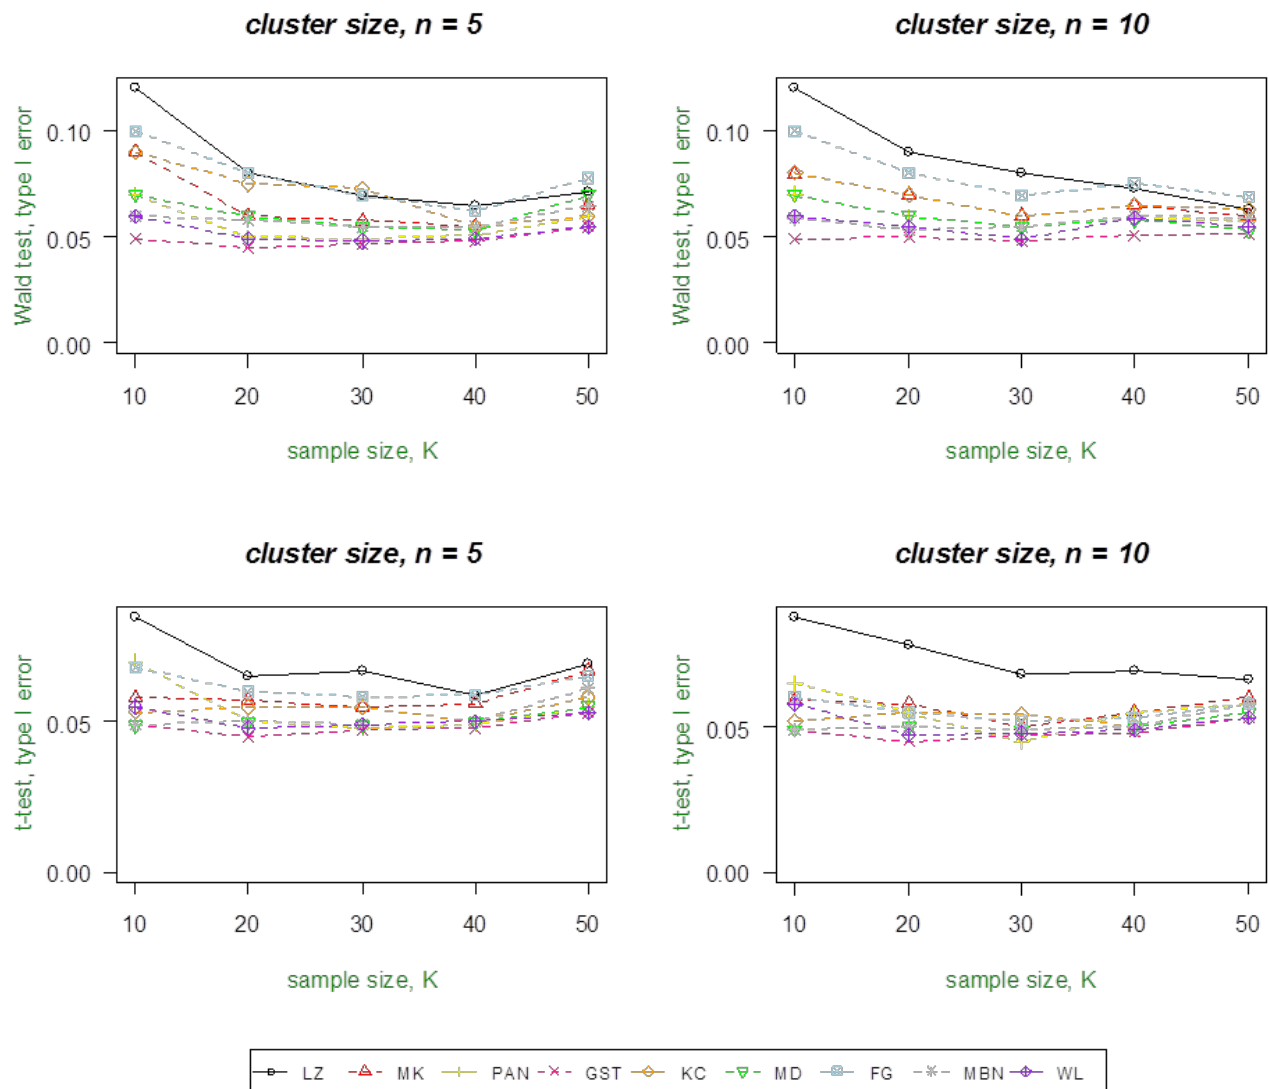 cluster size, n = 5
cluster size, n = 10
Wald test, type I error
0.10
0.05
0.00
10 20 30 40 50
sample size, K
Wald test, type I error
0.10
0.05
0.00
10 20 30 40 50
sample size, K
cluster size, n = 5
cluster size, n = 10
t-test, type I error
0.05
0.00
10 20 30 40 50
sample size, K
t-test, type I error
0.05
0.00
10 20 30 40 50
sample size, K
LZ MK PAN GST KC MD FG MBN WL